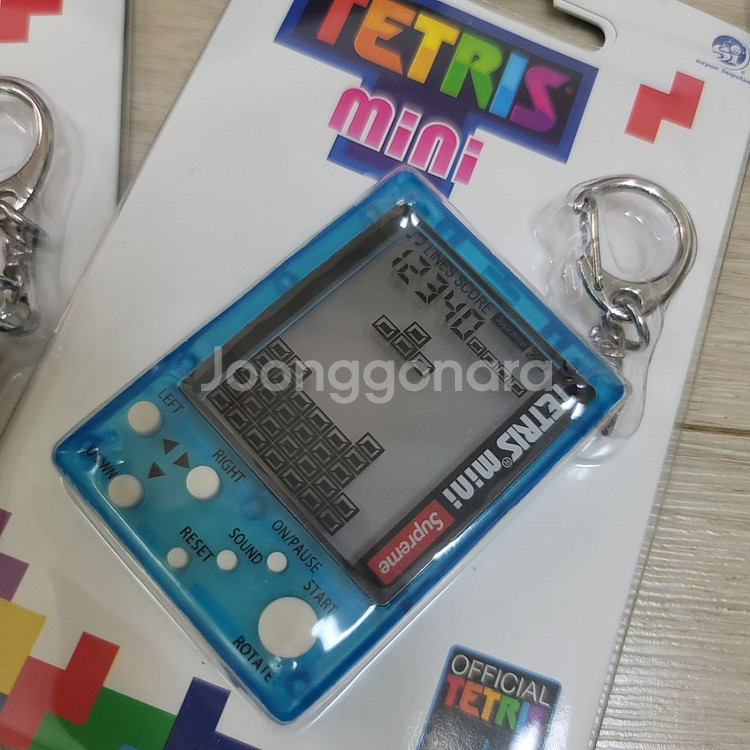 TETRIS
mini
LINES SCORE
12340
Joonggonara
TETRIS® mini
Supreme
LEFT
RIGHT
DOWN
ON/PAUSE
SOUND
RESET
START
ROTATE
OFFICIAL
TETRIS